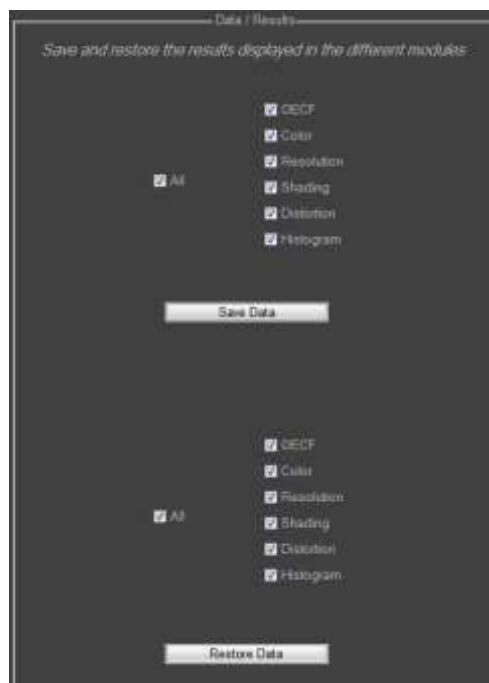 Data / Results
Save and restore the results displayed in the different modules
OECF
Color
Resolution
All
Shading
Distortion
Histogram
Save Data
OECF
Color
Resolution
All
Shading
Distortion
Histogram
Restore Data